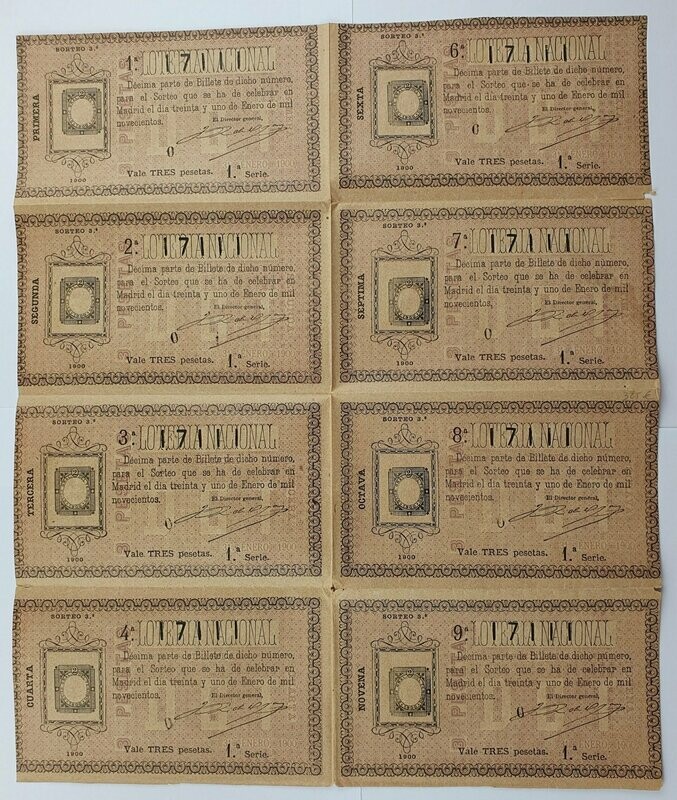 SORTEO 3.º
1.ª LOTERIA NACIONAL
Décima parte de Billete de dicho número,
para el Sorteo que se ha de celebrar en
Madrid el dia treinta y uno de Enero de mil
novecientos.
El Director general,
PRIMERA
1900
0
Vale TRES pesetas. 1.ª Serie.
SORTEO 3.º
6.ª LOTERIA NACIONAL
Décima parte de Billete de dicho número,
para el Sorteo que se ha de celebrar en
Madrid el dia treinta y uno de Enero de mil
novecientos.
El Director general,
SEXTA
1900
0
Vale TRES pesetas. 1.ª Serie.
SORTEO 3.º
2.ª LOTERIA NACIONAL
Décima parte de Billete de dicho número,
para el Sorteo que se ha de celebrar en
Madrid el dia treinta y uno de Enero de mil
novecientos.
El Director general,
SEGUNDA
1900
0
Vale TRES pesetas. 1.ª Serie.
SORTEO 3.º
7.ª LOTERIA NACIONAL
Décima parte de Billete de dicho número,
para el Sorteo que se ha de celebrar en
Madrid el dia treinta y uno de Enero de mil
novecientos.
El Director general,
SEPTIMA
1900
0
Vale TRES pesetas. 1.ª Serie.
SORTEO 3.º
3.ª LOTERIA NACIONAL
Décima parte de Billete de dicho número,
para el Sorteo que se ha de celebrar en
Madrid el dia treinta y uno de Enero de mil
novecientos.
El Director general,
TERCERA
1900
0
Vale TRES pesetas. 1.ª Serie.
SORTEO 3.º
8.ª LOTERIA NACIONAL
Décima parte de Billete de dicho número,
para el Sorteo que se ha de celebrar en
Madrid el dia treinta y uno de Enero de mil
novecientos.
El Director general,
OCTAVA
1900
0
Vale TRES pesetas. 1.ª Serie.
SORTEO 3.º
4.ª LOTERIA NACIONAL
Décima parte de Billete de dicho número,
para el Sorteo que se ha de celebrar en
Madrid el dia treinta y uno de Enero de mil
novecientos.
El Director general,
CUARTA
1900
0
Vale TRES pesetas. 1.ª Serie.
SORTEO 3.º
9.ª LOTERIA NACIONAL
Décima parte de Billete de dicho número,
para el Sorteo que se ha de celebrar en
Madrid el dia treinta y uno de Enero de mil
novecientos.
El Director general,
NOVENA
1900
0
Vale TRES pesetas. 1.ª Serie.